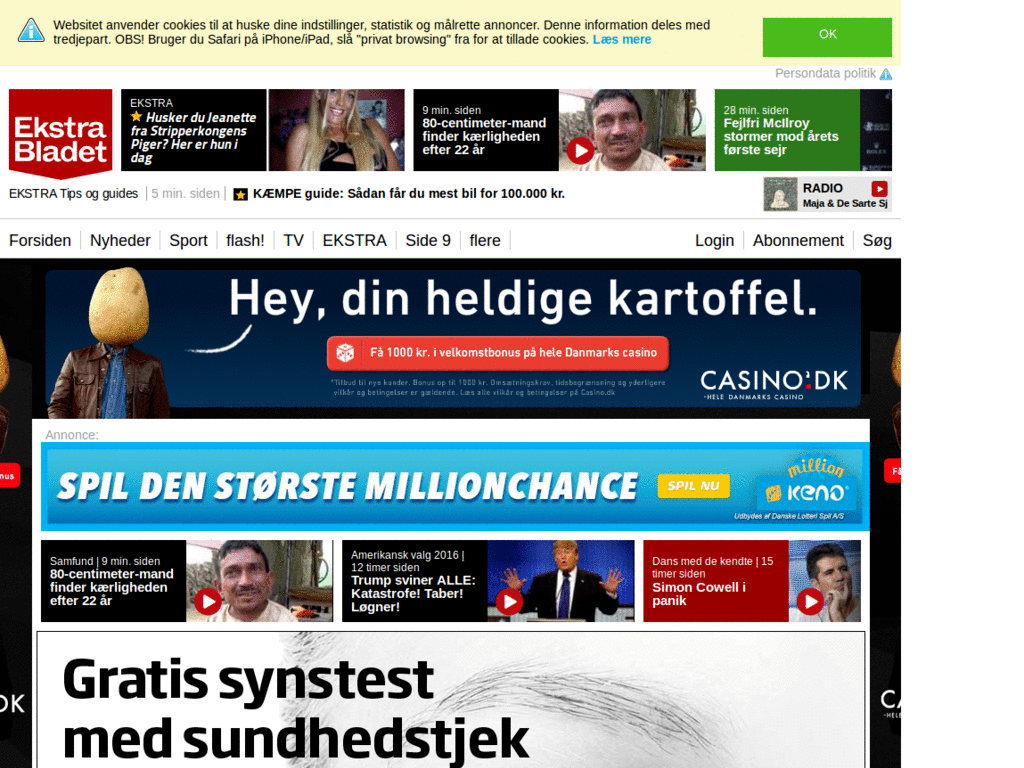 Websitet anvender cookies til at huske dine indstillinger, statistik og målrette annoncer. Denne information deles med
tredjepart. OBS! Bruger du Safari på iPhone/iPad, slå "privat browsing" fra for at tillade cookies. Læs mere
OK
Persondata politik
Ekstra
Bladet
EKSTRA
Husker du Jeanette
fra Stripperkongens
Piger? Her er hun i
dag
9 min. siden
80-centimeter-mand
finder kærligheden
efter 22 år
28 min siden
Fejlfri McIlroy
stormer mod årets
første sejr
ROLEX
EKSTRA Tips og guides
5 min. siden
KÆMPE guide: Sådan får du mest bil for 100.000 kr.
RADIO
Maja & De Sarte Sj
Forsiden
Nyheder
Sport
flash!
TV
EKSTRA
Side 9
flere
Login
Abonnement
Søg
Hey, din heldige kartoffel.
Få 1000 kr. i velkomstbonus på hele Danmarks casino
*Tilbud til nye kunder. Bonus op til 1000 kr. Omsætningskrav, tidsbegrænsning og yderligere
vilkår og betingelser er gældende. Læs alle vilkår og betingelser på Casino.dk
CASINO.DK
-HELE DANMARKS CASINO
nus
Få
Annonce:
SPIL DEN STØRSTE MILLIONCHANCE
SPIL NU
million
KENO
Udbydes af Danske Lotteri Spil A/S
Samfund | 9 min. siden
80-centimeter-mand
finder kærligheden
efter 22 år
Amerikansk valg 2016 |
12 timer siden
Trump sviner ALLE:
Katastrofe! Taber!
Løgner!
Dans med de kendte | 15
timer siden
Simon Cowell i
panik
Gratis synstest
med sundhedstjek
DK
CA
-HELE